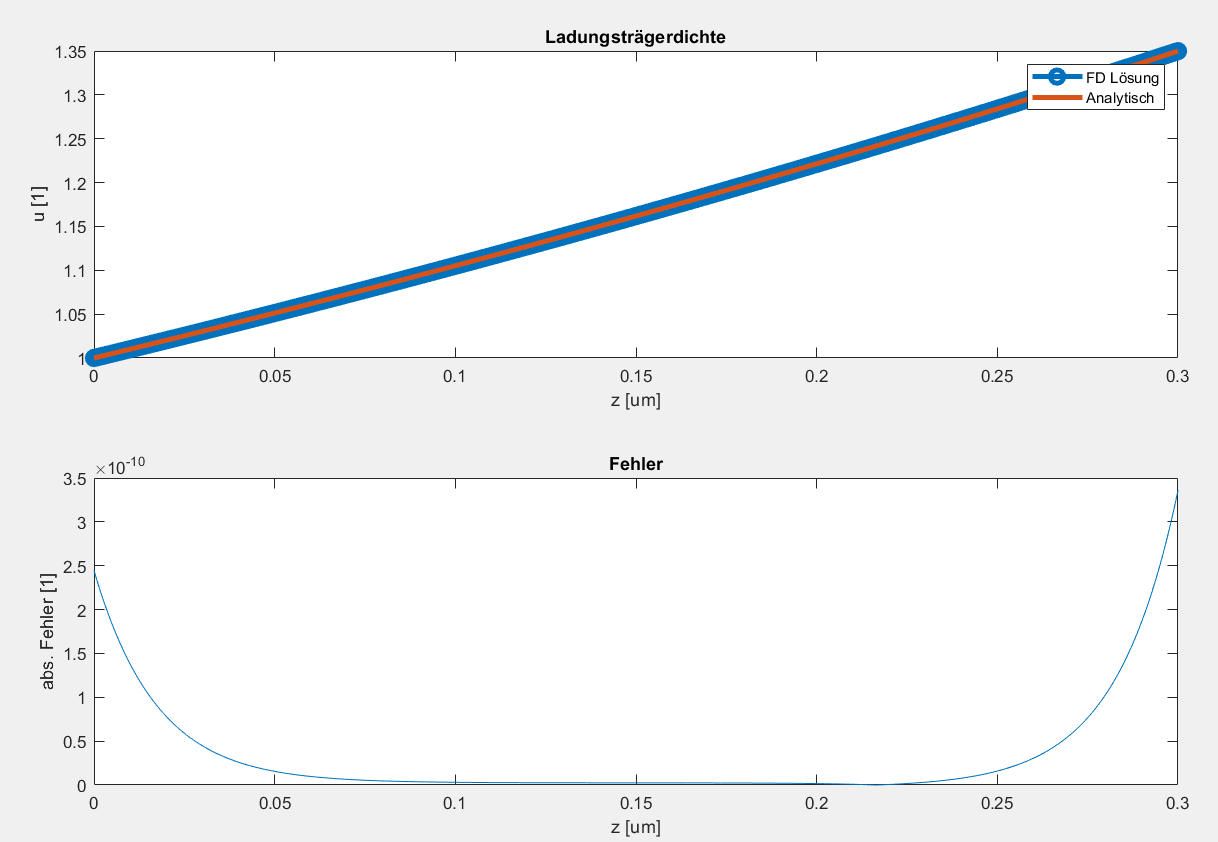 Ladungsträgerdichte
1.35
1.3
1.25
1.2
1.15
1.1
1.05
1
u [1]
FD Lösung
Analytisch
0 0.05 0.1 0.15 0.2 0.25 0.3
z [um]
Fehler
×10-10
3.5
3
2.5
2
1.5
1
0.5
0
abs. Fehler [1]
0 0.05 0.1 0.15 0.2 0.25 0.3
z [um]